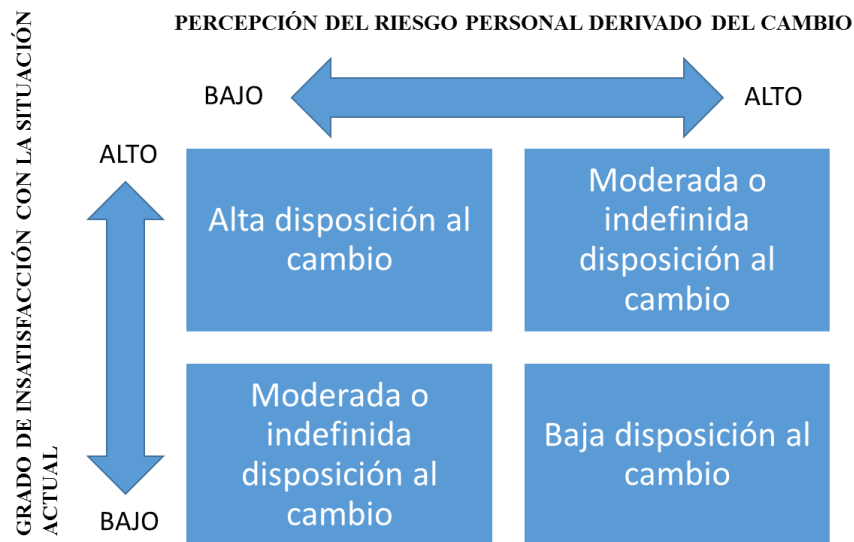 PERCEPCIÓN DEL RIESGO PERSONAL DERIVADO DEL CAMBIO
BAJO
ALTO
GRADO DE INSATISFACCIÓN CON LA SITUACIÓN
ACTUAL
ALTO
BAJO
Alta disposición al
cambio
Moderada o
indefinida
disposición al
cambio
Moderada o
indefinida
disposición al
cambio
Baja disposición al
cambio